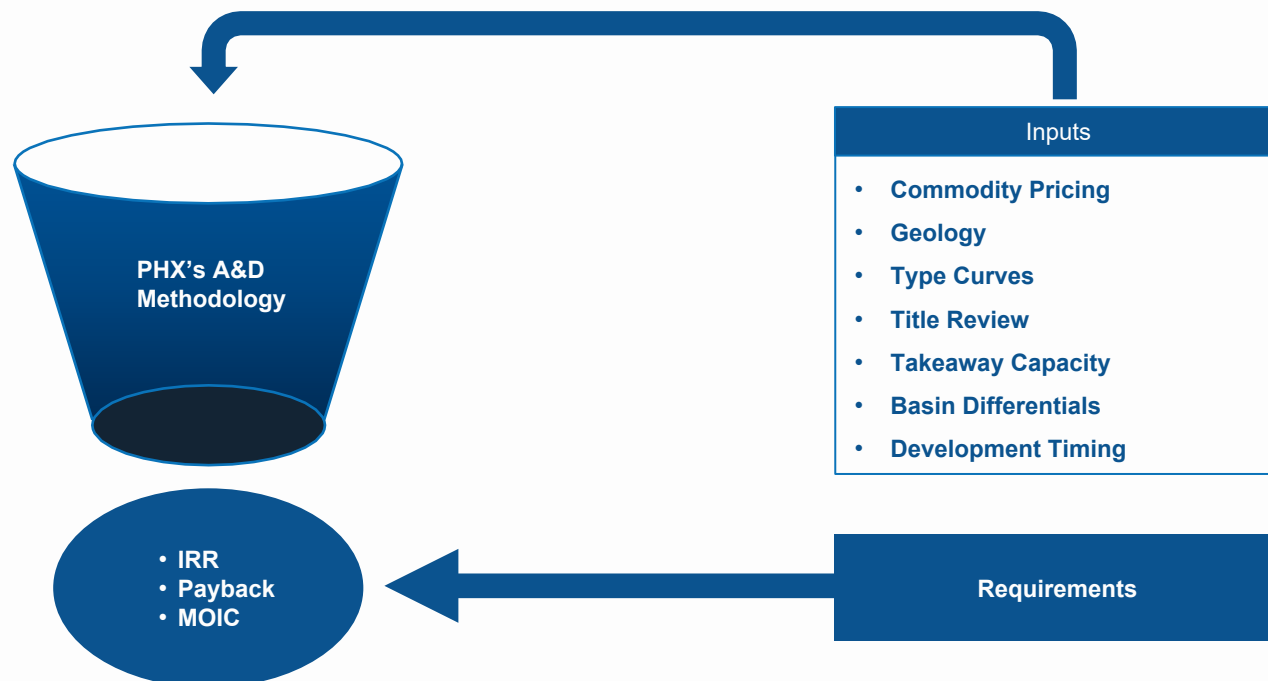 Inputs
• Commodity Pricing
• Geology
• Type Curves
• Title Review
• Takeaway Capacity
• Basin Differentials
• Development Timing
PHX’s A&D
Methodology
• IRR
• Payback
• MOIC
Requirements